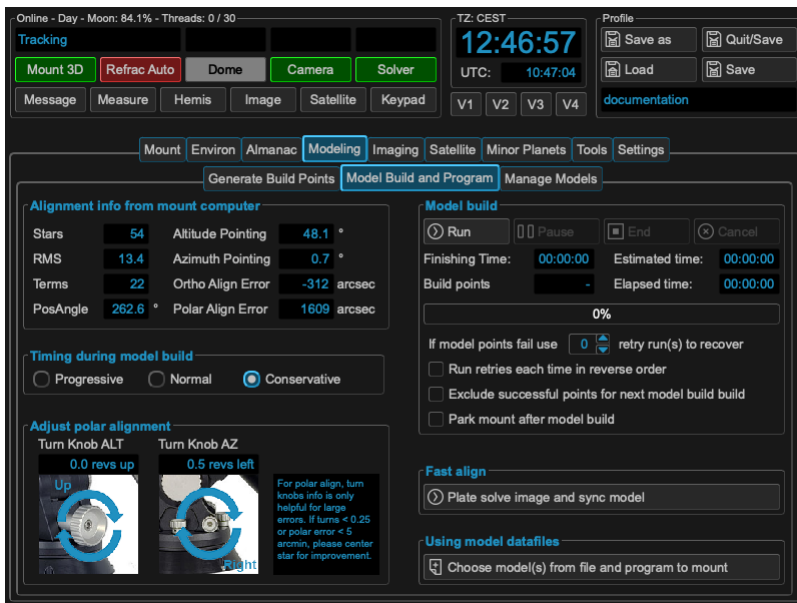 Online - Day - Moon: 84.1% - Threads: 0 / 30
Tracking
Mount 3D Refrac Auto Dome Camera Solver
Message Measure Hemis Image Satellite Keypad
TZ: CEST
12:46:57
UTC: 10:47:04
V1 V2 V3 V4
Profile
Save as Quit/Save
Load Save
documentation
Mount Environ Almanac Modeling Imaging Satellite Minor Planets Tools Settings
Generate Build Points Model Build and Program Manage Models
Alignment info from mount computer
Stars 54 Altitude Pointing 48.1 °
RMS 13.4 Azimuth Pointing 0.7 °
Terms 22 Ortho Align Error -312 arcsec
PosAngle 262.6 ° Polar Align Error 1609 arcsec
Timing during model build
Progressive Normal Conservative
Adjust polar alignment
Turn Knob ALT Turn Knob AZ
0.0 revs up 0.5 revs left
Up
Right
For polar align, turn
knobs info is only
helpful for large
errors. If turns < 0.25
or polar error < 5
arcmin, please center
star for improvement.
Model build
Run Pause End Cancel
Finishing Time: 00:00:00 Estimated time: 00:00:00
Build points - Elapsed time: 00:00:00
0%
If model points fail use 0 retry run(s) to recover
Run retries each time in reverse order
Exclude successful points for next model build build
Park mount after model build
Fast align
Plate solve image and sync model
Using model datafiles
Choose model(s) from file and program to mount